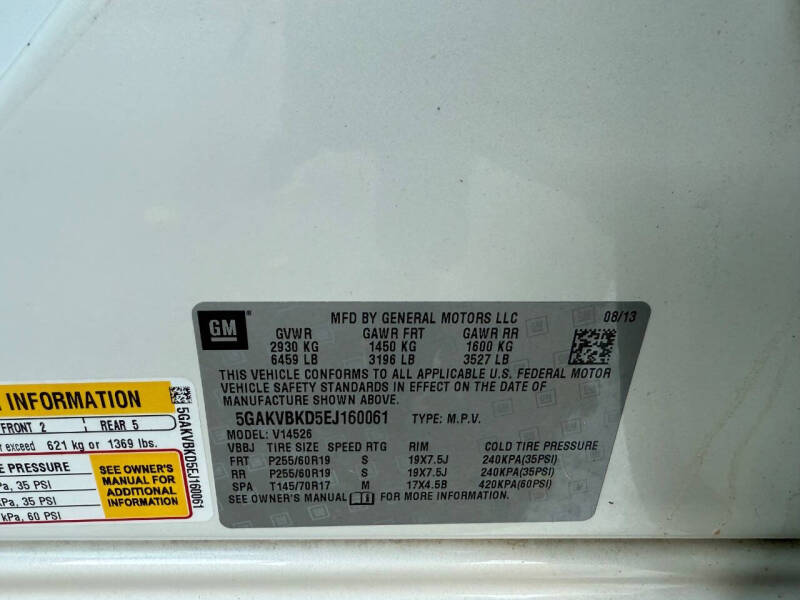 GM
MFD BY GENERAL MOTORS LLC 08/13
GVWR GAWR FRT GAWR RR
2930 KG 1450 KG 1600 KG
6459 LB 3196 LB 3527 LB
THIS VEHICLE CONFORMS TO ALL APPLICABLE U.S. FEDERAL MOTOR
VEHICLE SAFETY STANDARDS IN EFFECT ON THE DATE OF
MANUFACTURE SHOWN ABOVE.
5GAKVBKD5EJ160061 TYPE: M.P.V.
MODEL: V14526
VBBJ TIRE SIZE SPEED RTG RIM COLD TIRE PRESSURE
FRT P255/60R19 S 19X7.5J 240KPA(35PSI)
RR P255/60R19 S 19X7.5J 240KPA(35PSI)
SPA T145/70R17 M 17X4.5B 420KPA(60PSI)
SEE OWNER'S MANUAL FOR MORE INFORMATION.
INFORMATION
FRONT 2 REAR 5
exceed 621 kg or 1369 lbs.
PRESSURE
35 PSI
kPa, 35 PSI
kPa, 60 PSI
SEE OWNER'S
MANUAL FOR
ADDITIONAL
INFORMATION
5GAKVBKD5EJ160061